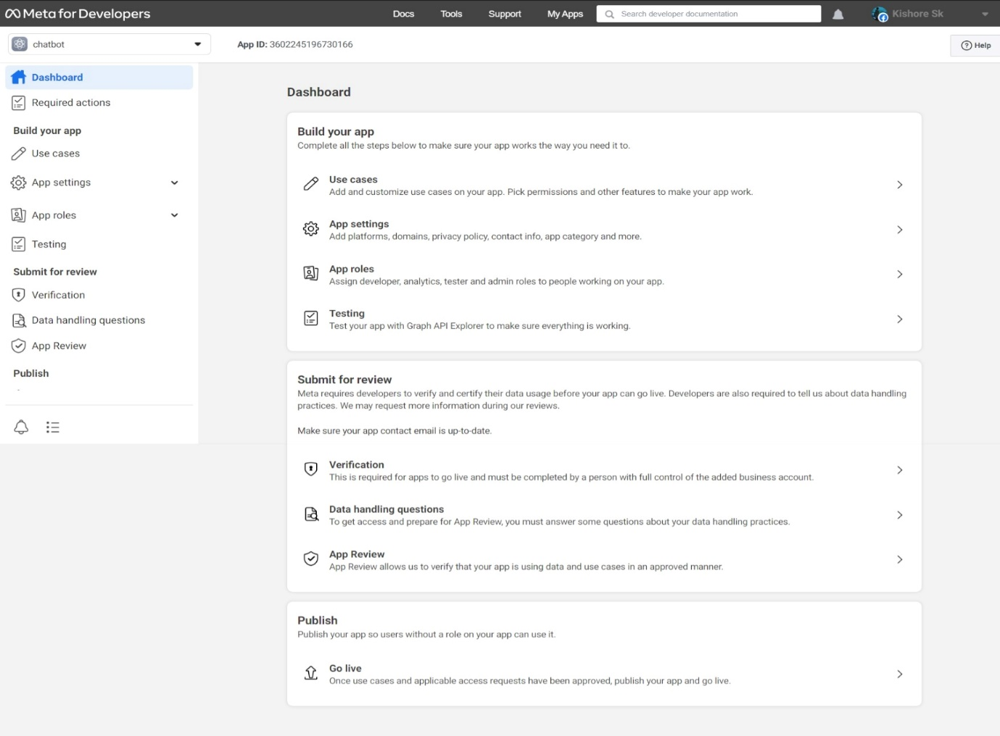 Meta for Developers
Docs
Tools
Support
My Apps
Search developer documentation
Kishore Sk
chatbot
App ID: 3602245196730166
Help
Dashboard
Required actions
Build your app
Use cases
App settings
App roles
Testing
Submit for review
Verification
Data handling questions
App Review
Publish
Dashboard
Build your app
Complete all the steps below to make sure your app works the way you need it to.
Use cases
Add and customize use cases on your app. Pick permissions and other features to make your app work.
App settings
Add platforms, domains, privacy policy, contact info, app category and more.
App roles
Assign developer, analytics, tester and admin roles to people working on your app.
Testing
Test your app with Graph API Explorer to make sure everything is working.
Submit for review
Meta requires developers to verify and certify their data usage before your app can go live. Developers are also required to tell us about data handling
practices. We may request more information during our reviews.
Make sure your app contact email is up-to-date.
Verification
This is required for apps to go live and must be completed by a person with full control of the added business account.
Data handling questions
To get access and prepare for App Review, you must answer some questions about your data handling practices.
App Review
App Review allows us to verify that your app is using data and use cases in an approved manner.
Publish
Publish your app so users without a role on your app can use it.
Go live
Once use cases and applicable access requests have been approved, publish your app and go live.